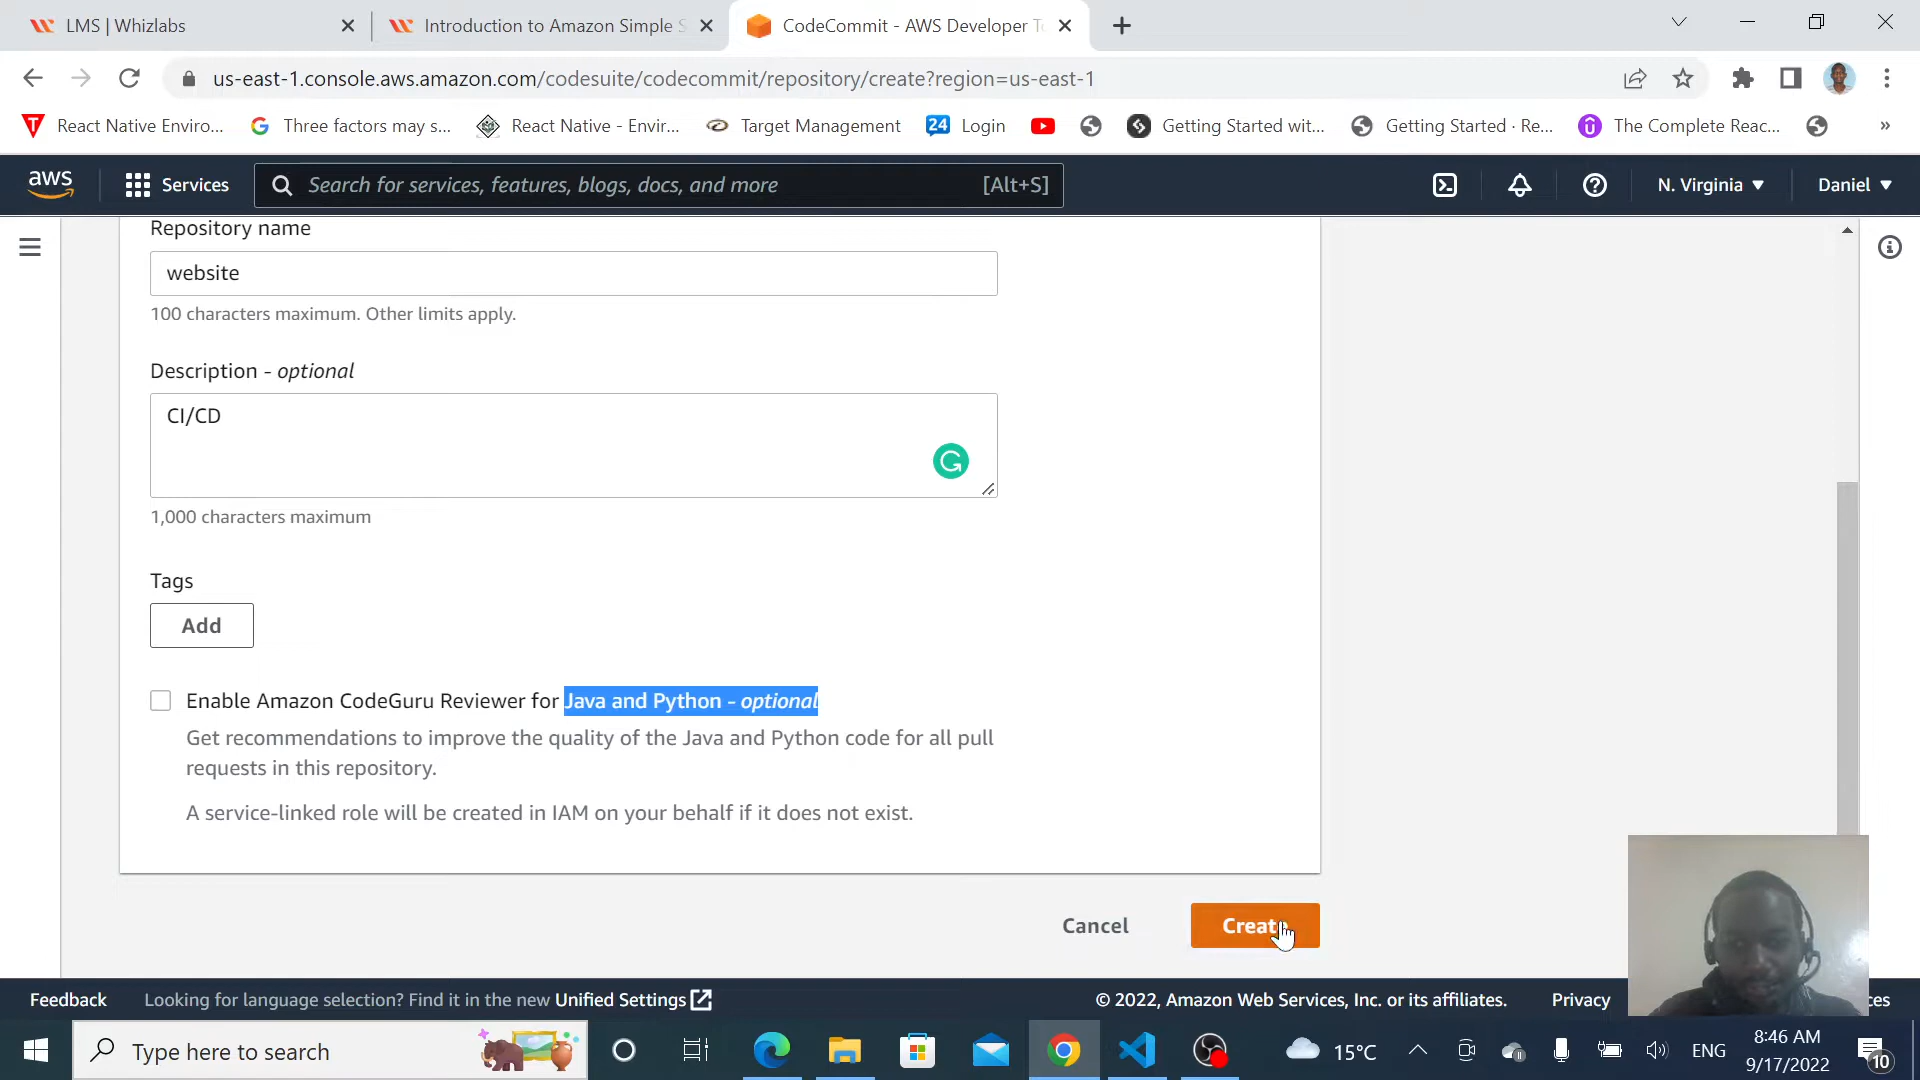 LMS | Whizlabs
Introduction to Amazon Simple S
CodeCommit - AWS Developer To
us-east-1.console.aws.amazon.com/codesuite/codecommit/repository/create?region=us-east-1
React Native Enviro...
Three factors may s...
React Native - Envir...
Target Management
24 Login
Getting Started wit...
Getting Started · Re...
The Complete Reac...
»
aws
Services
Search for services, features, blogs, docs, and more
[Alt+S]
N. Virginia
Daniel
Repository name
website
100 characters maximum. Other limits apply.
Description - optional
CI/CD
1,000 characters maximum
Tags
Add
Enable Amazon CodeGuru Reviewer for Java and Python - optional
Get recommendations to improve the quality of the Java and Python code for all pull
requests in this repository.
A service-linked role will be created in IAM on your behalf if it does not exist.
Cancel
Create
Feedback
Looking for language selection? Find it in the new Unified Settings
© 2022, Amazon Web Services, Inc. or its affiliates.
Privacy
Type here to search
15°C
ENG
8:46 AM
9/17/2022
10